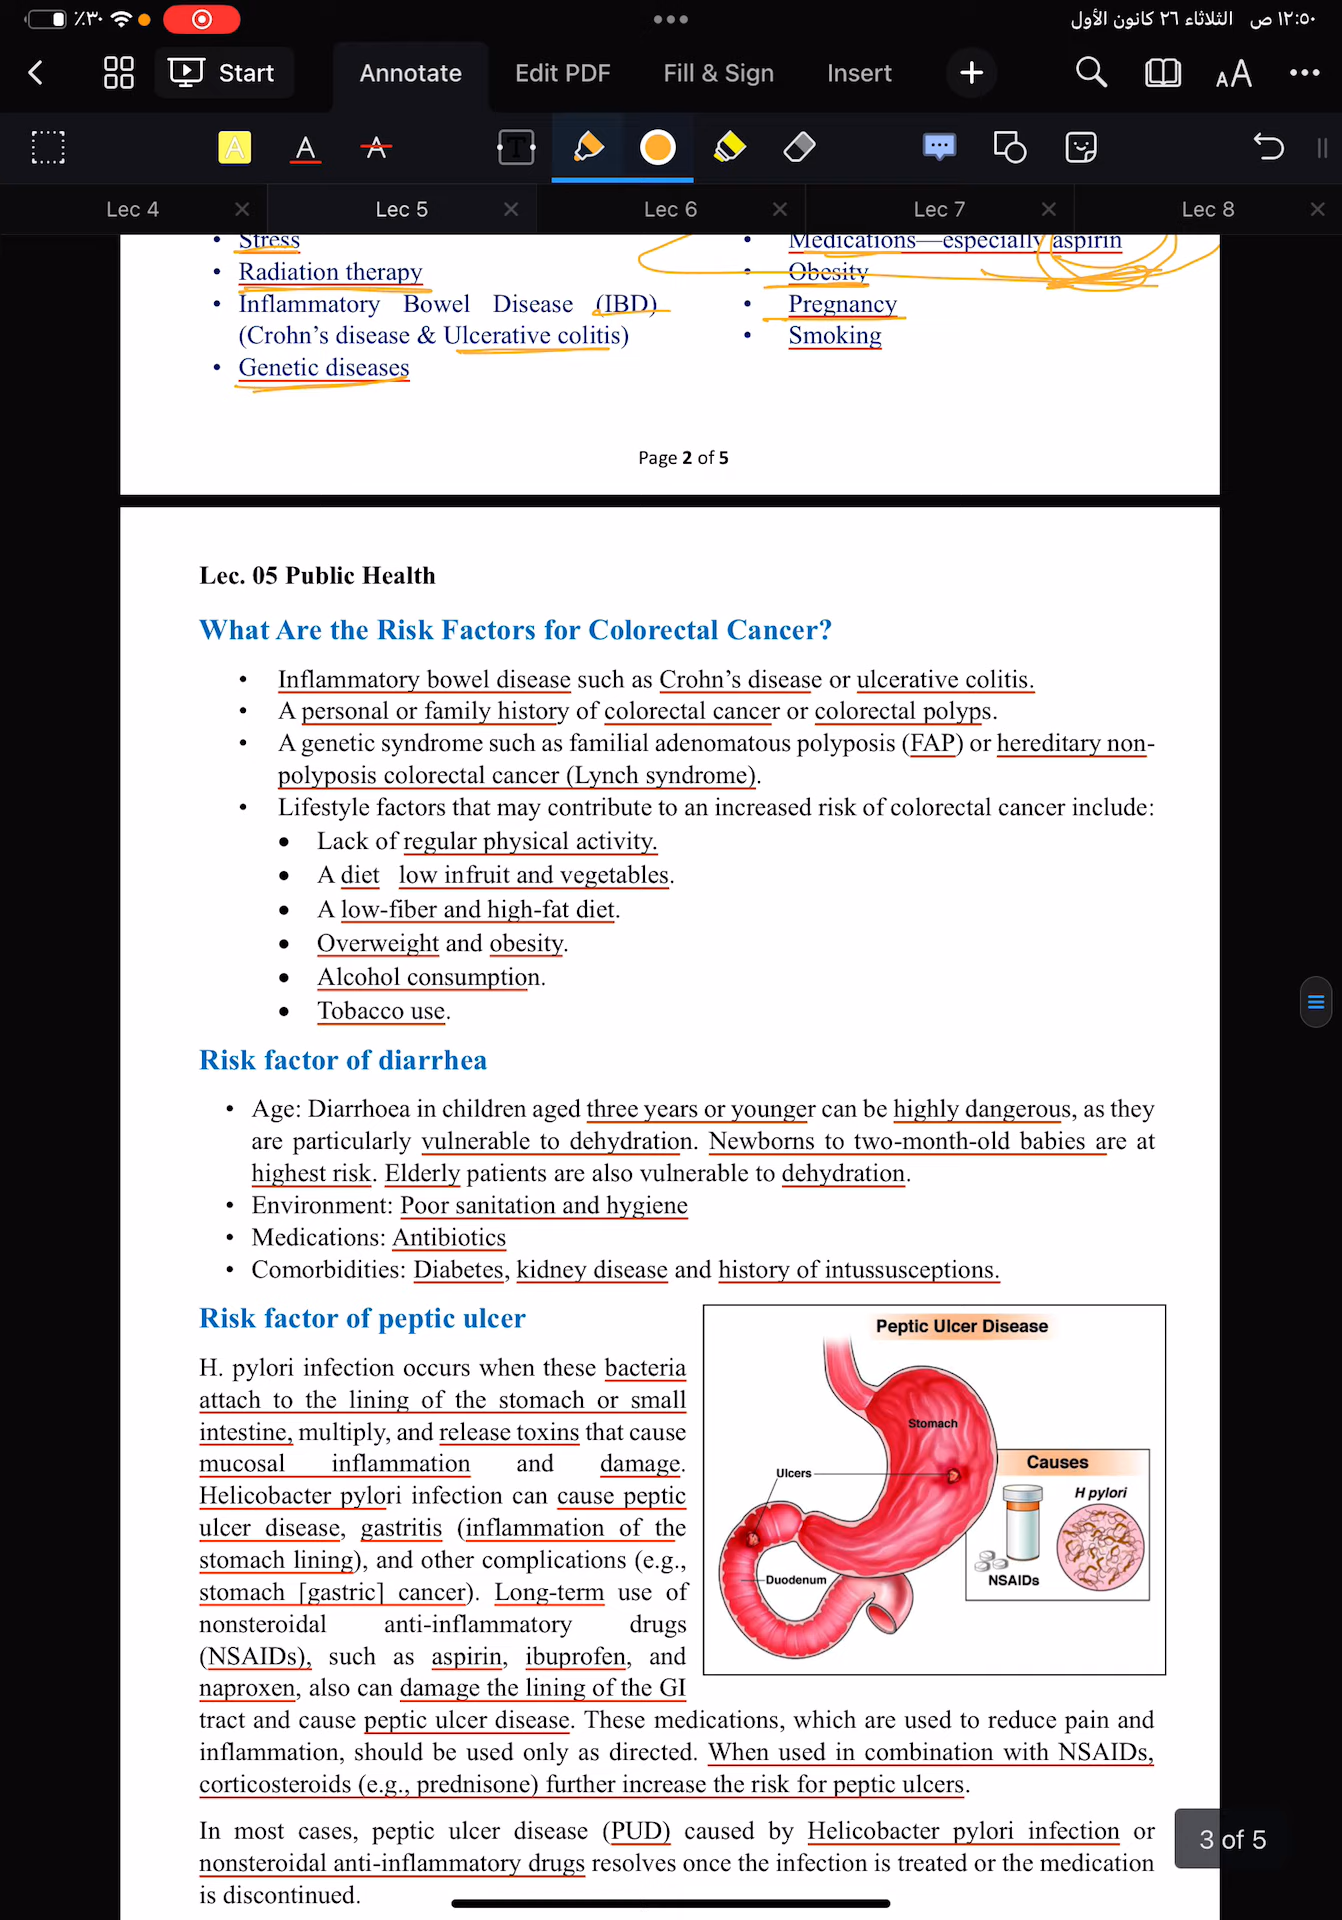 ٪٣٠
١٢:٥٠ ص الثلاثاء ٢٦ كانون الأول
Start
Annotate
Edit PDF
Fill & Sign
Insert
Lec 4
Lec 5
Lec 6
Lec 7
Lec 8
• Stress
• Radiation therapy
• Inflammatory Bowel Disease (IBD)
(Crohn's disease & Ulcerative colitis)
• Genetic diseases
• Medications—especially aspirin
• Obesity
• Pregnancy
• Smoking
Page 2 of 5
Lec. 05 Public Health
What Are the Risk Factors for Colorectal Cancer?
• Inflammatory bowel disease such as Crohn's disease or ulcerative colitis.
• A personal or family history of colorectal cancer or colorectal polyps.
• A genetic syndrome such as familial adenomatous polyposis (FAP) or hereditary non-
polyposis colorectal cancer (Lynch syndrome).
• Lifestyle factors that may contribute to an increased risk of colorectal cancer include:
• Lack of regular physical activity.
• A diet low infruit and vegetables.
• A low-fiber and high-fat diet.
• Overweight and obesity.
• Alcohol consumption.
• Tobacco use.
Risk factor of diarrhea
• Age: Diarrhoea in children aged three years or younger can be highly dangerous, as they
are particularly vulnerable to dehydration. Newborns to two-month-old babies are at
highest risk. Elderly patients are also vulnerable to dehydration.
• Environment: Poor sanitation and hygiene
• Medications: Antibiotics
• Comorbidities: Diabetes, kidney disease and history of intussusceptions.
Risk factor of peptic ulcer
H. pylori infection occurs when these bacteria
attach to the lining of the stomach or small
intestine, multiply, and release toxins that cause
mucosal inflammation and damage.
Helicobacter pylori infection can cause peptic
ulcer disease, gastritis (inflammation of the
stomach lining), and other complications (e.g.,
stomach [gastric] cancer). Long-term use of
nonsteroidal anti-inflammatory drugs
(NSAIDs), such as aspirin, ibuprofen, and
naproxen, also can damage the lining of the GI
tract and cause peptic ulcer disease. These medications, which are used to reduce pain and
inflammation, should be used only as directed. When used in combination with NSAIDs,
corticosteroids (e.g., prednisone) further increase the risk for peptic ulcers.
Peptic Ulcer Disease
Stomach
Ulcers
Causes
H pylori
NSAIDs
Duodenum
In most cases, peptic ulcer disease (PUD) caused by Helicobacter pylori infection or
nonsteroidal anti-inflammatory drugs resolves once the infection is treated or the medication
is discontinued.
3 of 5